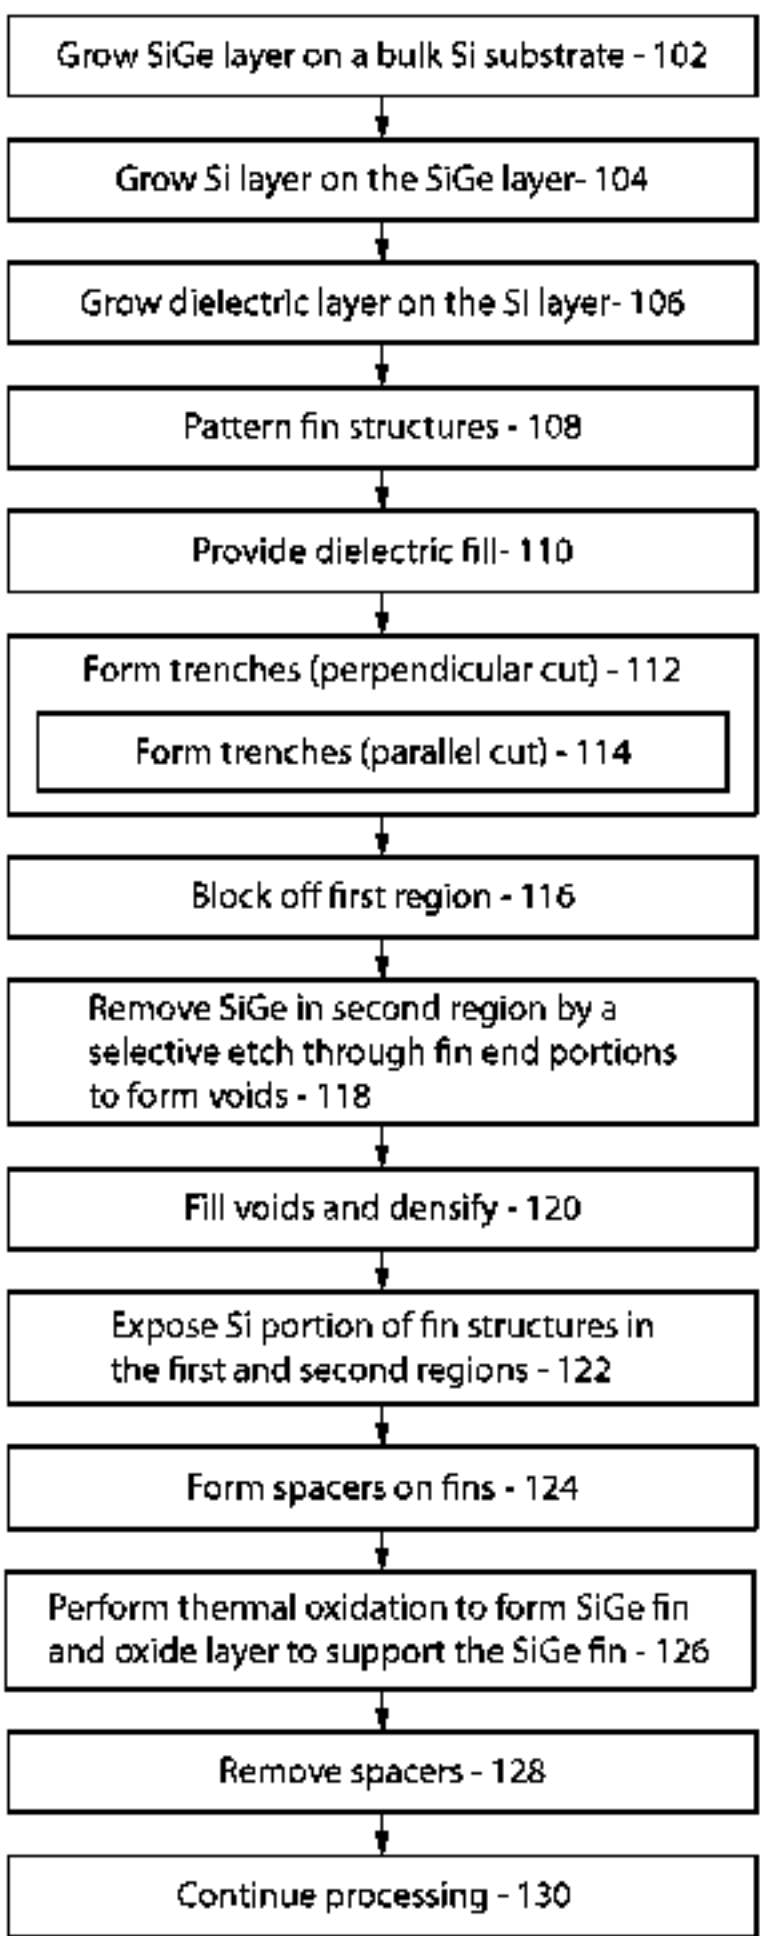 Grow SiGe layer on a bulk Si substrate - 102
Grow Si layer on the SiGe layer- 104
Grow dielectric layer on the Si layer- 106
Pattern fin structures - 108
Provide dielectric fill- 110
Form trenches (perpendicular cut) - 112
Form trenches (parallel cut) - 114
Block off first region - 116
Remove SiGe in second region by a
selective etch through fin end portions
to form voids - 118
Fill voids and densify - 120
Expose Si portion of fin structures in
the first and second regions - 122
Form spacers on fins - 124
Perform thermal oxidation to form SiGe fin
and oxide layer to support the SiGe fin - 126
Remove spacers - 128
Continue processing - 130